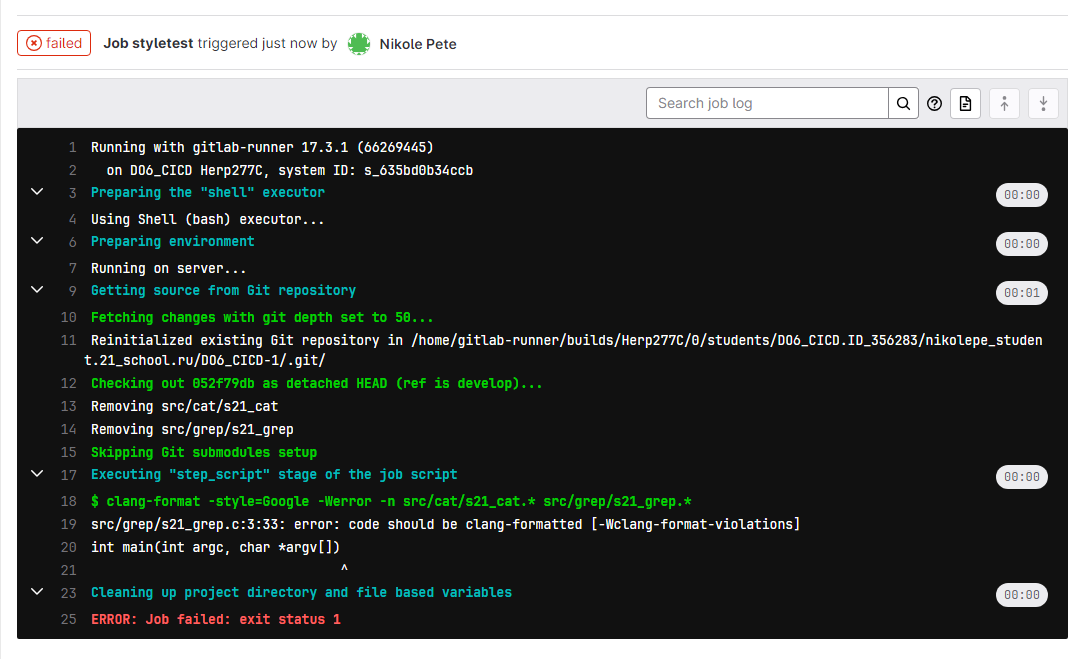 failed Job styletest triggered just now by Nikole Pete
Search job log
1 Running with gitlab-runner 17.3.1 (66269445)
2 on DO6_CICD Herp277C, system ID: s_635bd0b34ccb
3 Preparing the "shell" executor 00:00
4 Using Shell (bash) executor...
6 Preparing environment 00:00
7 Running on server...
9 Getting source from Git repository 00:01
10 Fetching changes with git depth set to 50...
11 Reinitialized existing Git repository in /home/gitlab-runner/builds/Herp277C/0/students/DO6_CICD.ID_356283/nikolepe_studen
t.21_school.ru/DO6_CICD-1/.git/
12 Checking out 052f79db as detached HEAD (ref is develop)...
13 Removing src/cat/s21_cat
14 Removing src/grep/s21_grep
15 Skipping Git submodules setup
17 Executing "step_script" stage of the job script 00:00
18 $ clang-format -style=Google -Werror -n src/cat/s21_cat.* src/grep/s21_grep.*
19 src/grep/s21_grep.c:3:33: error: code should be clang-formatted [-Wclang-format-violations]
20 int main(int argc, char *argv[])
21 ^
23 Cleaning up project directory and file based variables 00:00
25 ERROR: Job failed: exit status 1